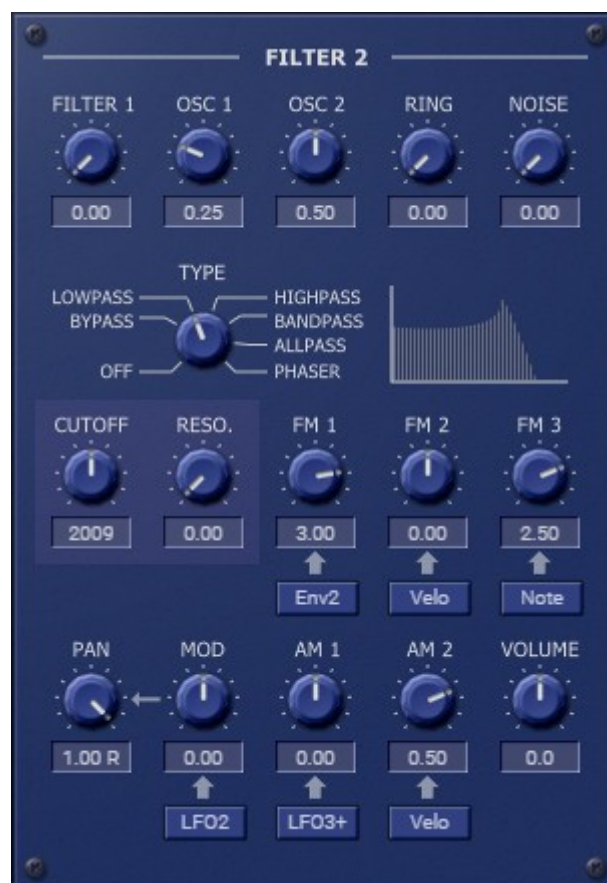 FILTER 2
FILTER 1 OSC 1 OSC 2 RING NOISE
0.00 0.25 0.50 0.00 0.00
TYPE
LOWPASS HIGHPASS
BYPASS BANDPASS
ALLPASS
OFF PHASER
CUTOFF RESO. FM 1 FM 2 FM 3
2009 0.00 3.00 0.00 2.50
Env2 Velo Note
PAN MOD AM 1 AM 2 VOLUME
1.00 R 0.00 0.00 0.50 0.0
LFO2 LFO3+ Velo